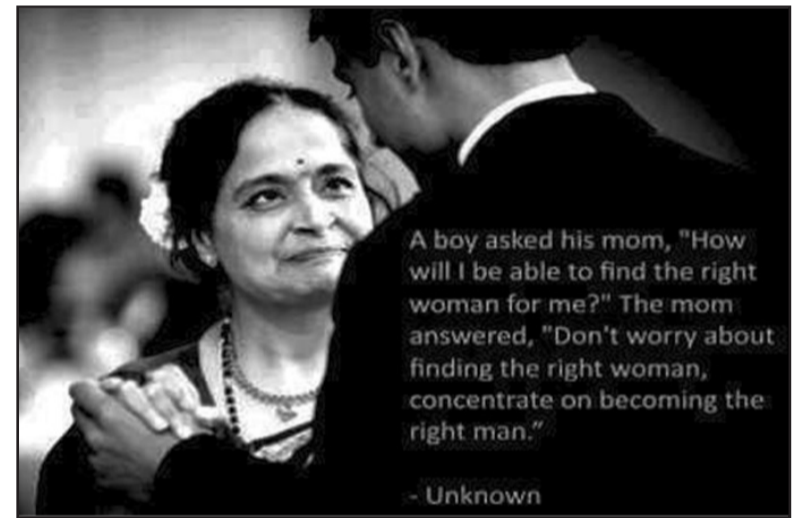 A boy asked his mom, "How
will I be able to find the right
woman for me?" The mom
answered, "Don't worry about
finding the right woman,
concentrate on becoming the
right man.”
- Unknown